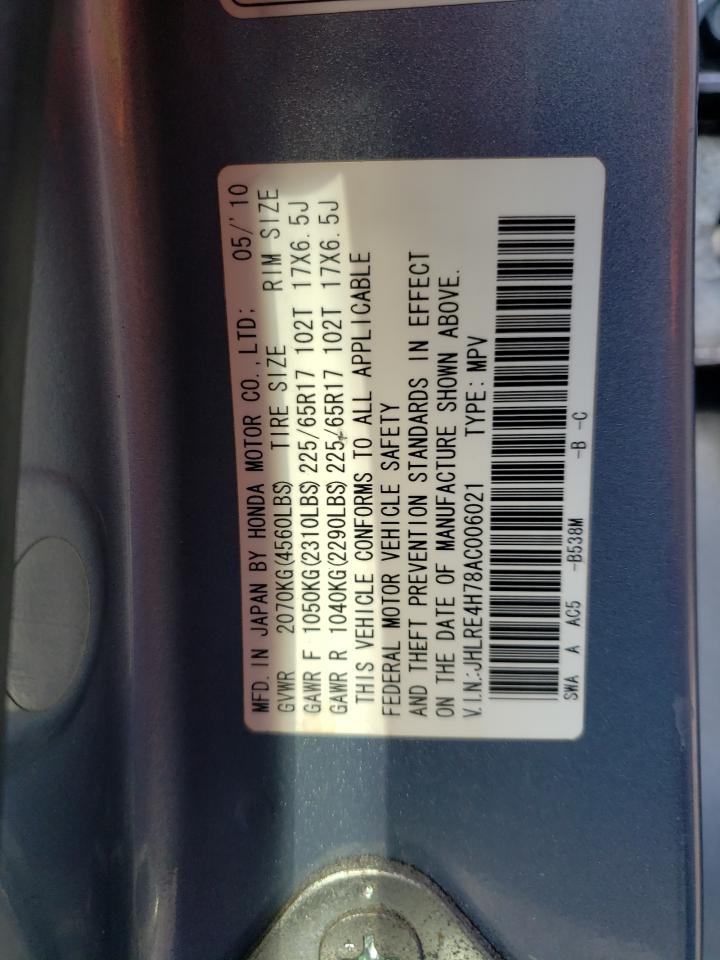 MFD. IN JAPAN BY HONDA MOTOR CO.,LTD; 05/'10
GVWR 2070KG(4560LBS) TIRE SIZE RIM SIZE
GAWR F 1050KG(2310LBS) 225/65R17 102T 17X6.5J
GAWR R 1040KG(2290LBS) 225/65R17 102T 17X6.5J
THIS VEHICLE CONFORMS TO ALL APPLICABLE
FEDERAL MOTOR VEHICLE SAFETY
AND THEFT PREVENTION STANDARDS IN EFFECT
ON THE DATE OF MANUFACTURE SHOWN ABOVE.
V.I.N.:JHLRE4H78AC006021 TYPE:MPV
SWA A AC5 -B538M -B -C